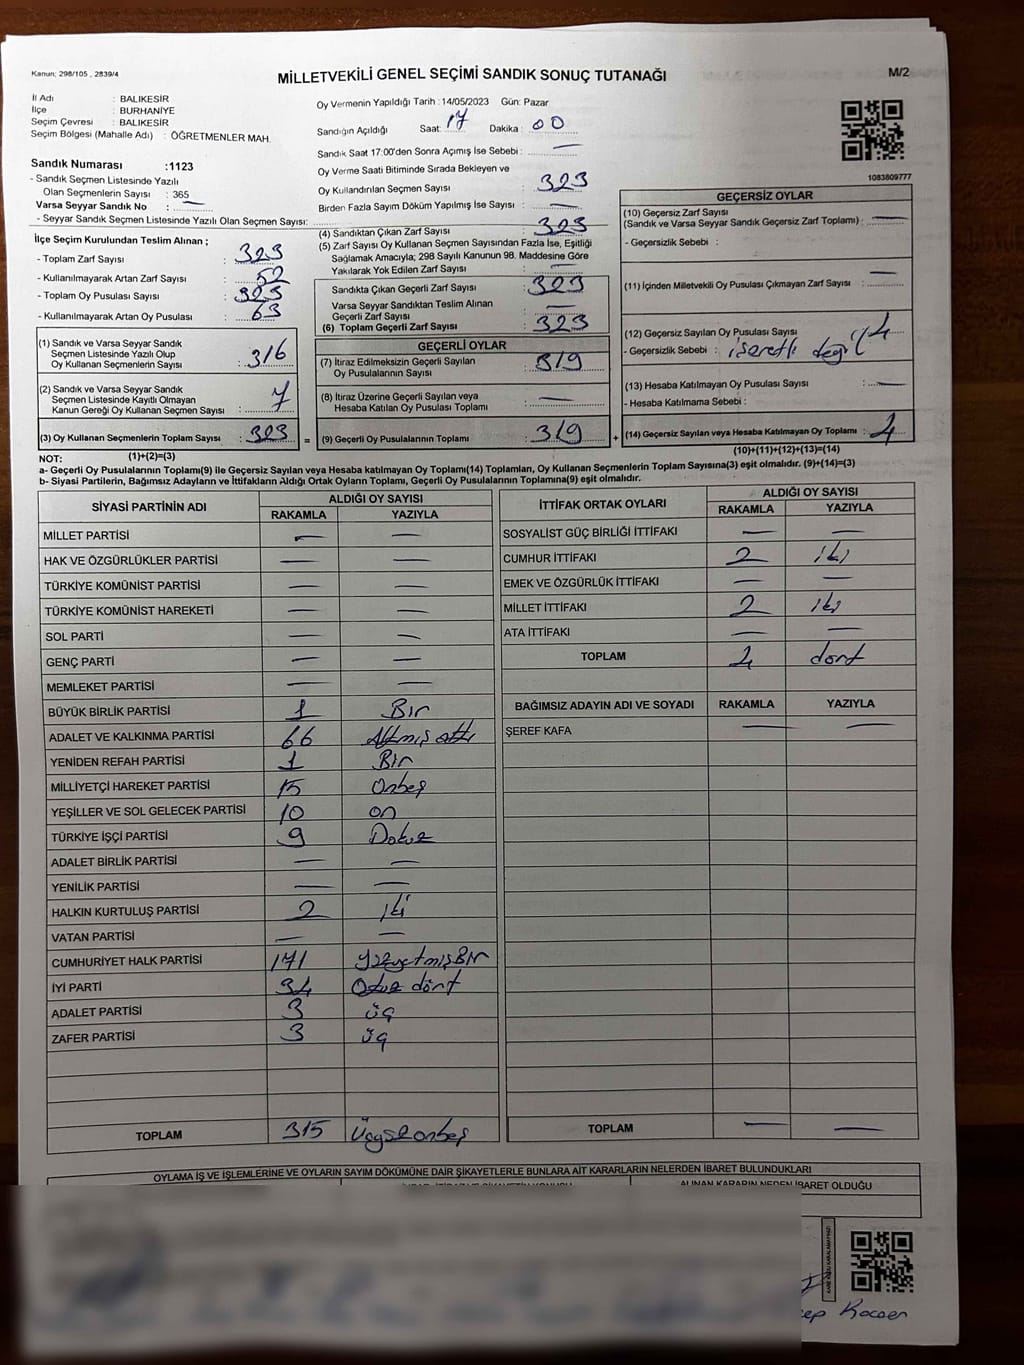 Kanun; 298/105 , 2839/4
MİLLETVEKİLİ GENEL SEÇİMİ SANDIK SONUÇ TUTANAĞI
M/2
İl Adı : BALIKESİR
İlçe : BURHANİYE
Seçim Çevresi : BALIKESİR
Seçim Bölgesi (Mahalle Adı) : ÖĞRETMENLER MAH.
Sandık Numarası :1123
- Sandık Seçmen Listesinde Yazılı
Olan Seçmenlerin Sayısı : 365
Varsa Seyyar Sandık No : —
- Seyyar Sandık Seçmen Listesinde Yazılı Olan Seçmen Sayısı:
Oy Vermenin Yapıldığı Tarih : 14/05/2023 Gün: Pazar
Sandığın Açıldığı Saat: 17 Dakika : 00
Sandık Saat 17:00'den Sonra Açımış İse Sebebi : —
Oy Verme Saati Bitiminde Sırada Bekleyen ve
Oy Kullandırılan Seçmen Sayısı 323
Birden Fazla Sayım Döküm Yapılmış İse Sayısı : —
1083809777
İlçe Seçim Kurulundan Teslim Alınan ;
- Toplam Zarf Sayısı : 323
- Kullanılmayarak Artan Zarf Sayısı : 52
- Toplam Oy Pusulası Sayısı : 323
- Kullanılmayarak Artan Oy Pusulası : 63
(4) Sandıktan Çıkan Zarf Sayısı : 323
(5) Zarf Sayısı Oy Kullanan Seçmen Sayısından Fazla İse, Eşitliği
Sağlamak Amacıyla; 298 Sayılı Kanunun 98. Maddesine Göre
Yakılarak Yok Edilen Zarf Sayısı : —
Sandıkta Çıkan Geçerli Zarf Sayısı : 323
Varsa Seyyar Sandıktan Teslim Alınan
Geçerli Zarf Sayısı : —
(6) Toplam Geçerli Zarf Sayısı : 323
GEÇERSİZ OYLAR
(10) Geçersiz Zarf Sayısı
(Sandık ve Varsa Seyyar Sandık Geçersiz Zarf Toplamı) : —
- Geçersizlik Sebebi :
(11) İçinden Milletvekili Oy Pusulası Çıkmayan Zarf Sayısı : —
(12) Geçersiz Sayılan Oy Pusulası Sayısı : 4
- Geçersizlik Sebebi : işaretli değil
(13) Hesaba Katılmayan Oy Pusulası Sayısı : —
- Hesaba Katılmama Sebebi :
(14) Geçersiz Sayılan veya Hesaba Katılmayan Oy Toplamı : 4
(10)+(11)+(12)+(13)=(14)
(1) Sandık ve Varsa Seyyar Sandık
Seçmen Listesinde Yazılı Olup
Oy Kullanan Seçmenlerin Sayısı : 316
(2) Sandık ve Varsa Seyyar Sandık
Seçmen Listesinde Kayıtlı Olmayan
Kanun Gereği Oy Kullanan Seçmen Sayısı : 7
(3) Oy Kullanan Seçmenlerin Toplam Sayısı : 323 =
(1)+(2)=(3)
GEÇERLİ OYLAR
(7) İtiraz Edilmeksizin Geçerli Sayılan
Oy Pusulalarının Sayısı : 319
(8) İtiraz Üzerine Geçerli Sayılan veya
Hesaba Katılan Oy Pusulası Toplamı : —
(9) Geçerli Oy Pusulalarının Toplamı : 319 +
NOT:
a- Geçerli Oy Pusulalarının Toplamı(9) ile Geçersiz Sayılan veya Hesaba katılmayan Oy Toplamı(14) Toplamları, Oy Kullanan Seçmenlerin Toplam Sayısına(3) eşit olmalıdır. (9)+(14)=(3)
b- Siyasi Partilerin, Bağımsız Adayların ve İttifakların Aldığı Ortak Oyların Toplamı, Geçerli Oy Pusulalarının Toplamına(9) eşit olmalıdır.
SİYASİ PARTİNİN ADI
ALDIĞI OY SAYISI
RAKAMLA YAZIYLA
MİLLET PARTİSİ — —
HAK VE ÖZGÜRLÜKLER PARTİSİ — —
TÜRKİYE KOMÜNİST PARTİSİ — —
TÜRKİYE KOMÜNİST HAREKETİ — —
SOL PARTİ — —
GENÇ PARTİ — —
MEMLEKET PARTİSİ — —
BÜYÜK BİRLİK PARTİSİ 1 Bir
ADALET VE KALKINMA PARTİSİ 66 Altmış altı
YENİDEN REFAH PARTİSİ 1 Bir
MİLLİYETÇİ HAREKET PARTİSİ 15 Onbeş
YEŞİLLER VE SOL GELECEK PARTİSİ 10 on
TÜRKİYE İŞÇİ PARTİSİ 9 Dokuz
ADALET BİRLİK PARTİSİ — —
YENİLİK PARTİSİ — —
HALKIN KURTULUŞ PARTİSİ 2 iki
VATAN PARTİSİ — —
CUMHURİYET HALK PARTİSİ 171 yüzyetmişBir
İYİ PARTİ 34 Otuz dört
ADALET PARTİSİ 3 üç
ZAFER PARTİSİ 3 üç
TOPLAM 315 Üçyüzonbeş
İTTİFAK ORTAK OYLARI
ALDIĞI OY SAYISI
RAKAMLA YAZIYLA
SOSYALİST GÜÇ BİRLİĞİ İTTİFAKI — —
CUMHUR İTTİFAKI 2 iki
EMEK VE ÖZGÜRLÜK İTTİFAKI — —
MİLLET İTTİFAKI 2 iki
ATA İTTİFAKI — —
TOPLAM 4 dört
BAĞIMSIZ ADAYIN ADI VE SOYADI RAKAMLA YAZIYLA
ŞEREF KAFA — —
TOPLAM — —
OYLAMA İŞ VE İŞLEMLERİNE VE OYLARIN SAYIM DÖKÜMÜNE DAİR ŞİKAYETLERLE BUNLARA AİT KARARLARIN NELERDEN İBARET BULUNDUKLARI
ALINAN KARARIN NEDEN İBARET OLDUĞU